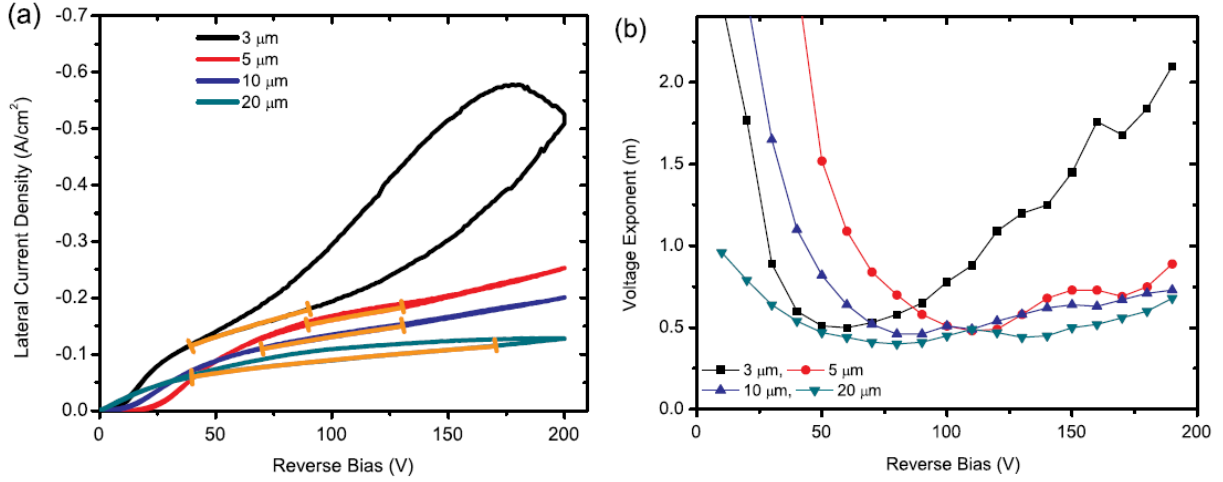 (a)
-0.7
-0.6
-0.5
-0.4
-0.3
-0.2
-0.1
0.0
Lateral Current Density (A/cm²)
3 μm
5 μm
10 μm
20 μm
0 50 100 150 200
Reverse Bias (V)
(b)
2.0
1.5
1.0
0.5
0.0
Voltage Exponent (m)
3 μm, 5 μm
10 μm, 20 μm
0 50 100 150 200
Reverse Bias (V)